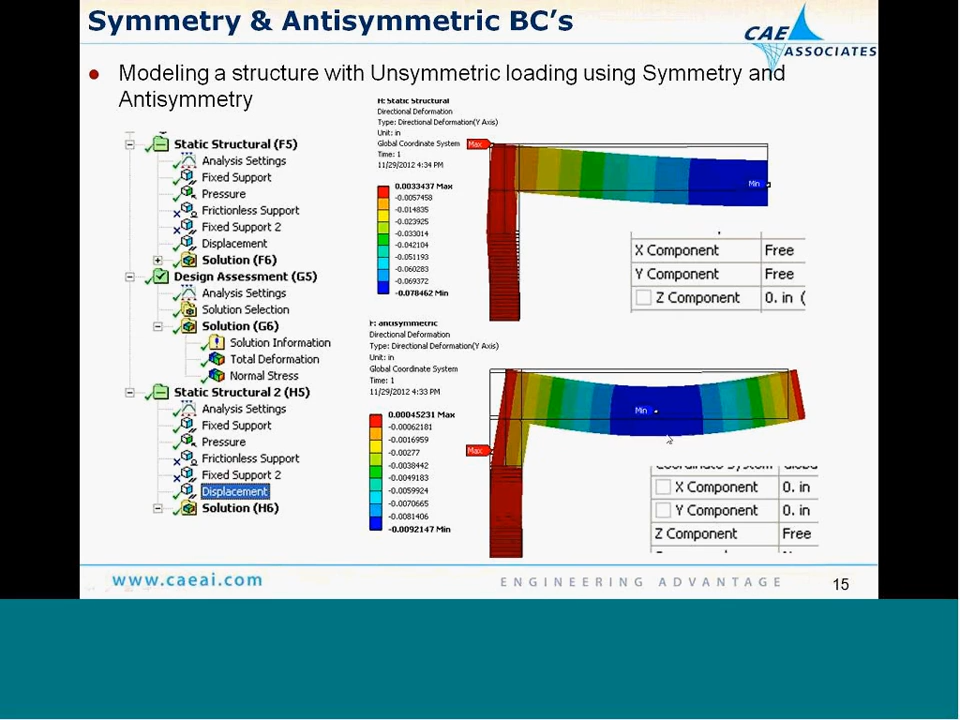 Symmetry & Antisymmetric BC's
CAE
ASSOCIATES
Modeling a structure with Unsymmetric loading using Symmetry and
Antisymmetry
Static Structural (F5)
Analysis Settings
Fixed Support
Pressure
Frictionless Support
Fixed Support 2
Displacement
Solution (F6)
Design Assessment (G5)
Analysis Settings
Solution Selection
Solution (G6)
Solution Information
Total Deformation
Normal Stress
Static Structural 2 (H5)
Analysis Settings
Fixed Support
Pressure
Frictionless Support
Fixed Support 2
Displacement
Solution (H6)
H: Static Structural
Directional Deformation
Type: Directional Deformation(Y Axis)
Unit: in
Global Coordinate System
Time: 1
11/29/2012 4:34 PM
0.0033437 Max
-0.0057458
-0.014835
-0.023925
-0.033014
-0.042104
-0.051193
-0.060283
-0.069372
-0.078462 Min
Max
Min
X Component Free
Y Component Free
Z Component 0. in (
F: antisymmetric
Directional Deformation
Type: Directional Deformation(Y Axis)
Unit: in
Global Coordinate System
Time: 1
11/29/2012 4:33 PM
0.00045231 Max
-0.00062181
-0.0016959
-0.00277
-0.0038442
-0.0049183
-0.0059924
-0.0070665
-0.0081406
-0.0092147 Min
Min
Max
Coordinate System Global
X Component 0. in
Y Component 0. in
Z Component Free
www.caeai.com
ENGINEERING ADVANTAGE
15